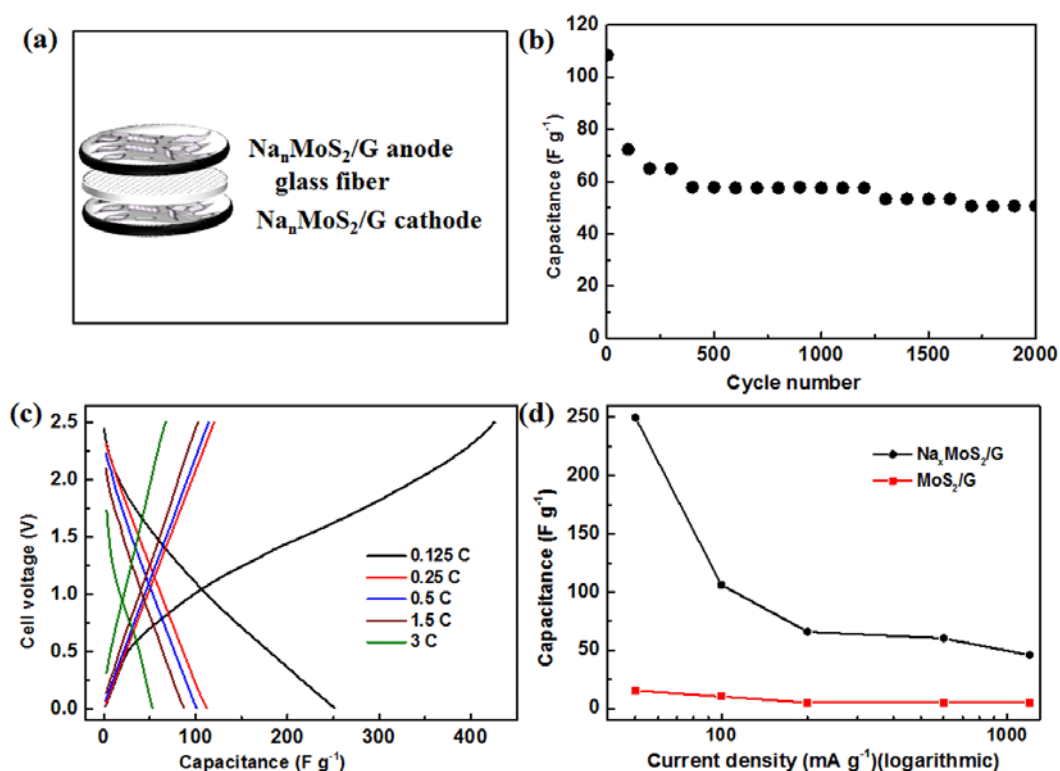 (a)
NaₙMoS₂/G anode
glass fiber
NaₙMoS₂/G cathode
(b)
Capacitance (F g⁻¹)
120
100
80
60
40
20
0
0 500 1000 1500 2000
Cycle number
(c)
Cell voltage (V)
2.5
2.0
1.5
1.0
0.5
0.0
0.125 C
0.25 C
0.5 C
1.5 C
3 C
0 100 200 300 400
Capacitance (F g⁻¹)
(d)
Capacitance (F g⁻¹)
250
200
150
100
50
0
NaₓMoS₂/G
MoS₂/G
100 1000
Current density (mA g⁻¹)(logarithmic)